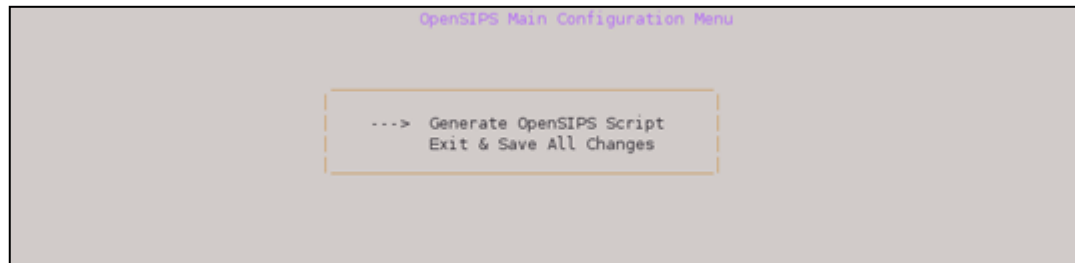 OpenSIPS Main Configuration Menu
---> Generate OpenSIPS Script
Exit & Save All Changes